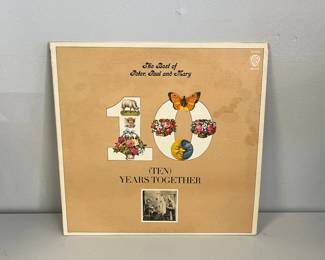 The Best of
Peter, Paul and Mary
10
(TEN)
YEARS TOGETHER